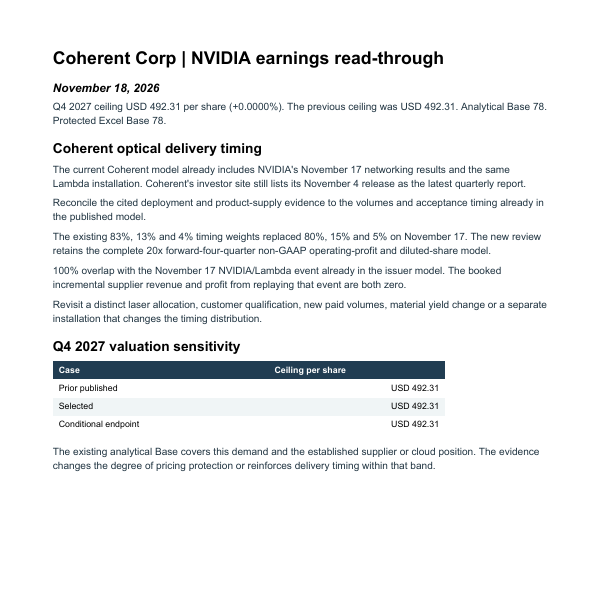 Coherent Corp | NVIDIA earnings read-through
November 18, 2026
Q4 2027 ceiling USD 492.31 per share (+0.0000%). The previous ceiling was USD 492.31. Analytical Base 78.
Protected Excel Base 78.
Coherent optical delivery timing
The current Coherent model already includes NVIDIA's November 17 networking results and the same
Lambda installation. Coherent's investor site still lists its November 4 release as the latest quarterly report.
Reconcile the cited deployment and product-supply evidence to the volumes and acceptance timing already in
the published model.
The existing 83%, 13% and 4% timing weights replaced 80%, 15% and 5% on November 17. The new review
retains the complete 20x forward-four-quarter non-GAAP operating-profit and diluted-share model.
100% overlap with the November 17 NVIDIA/Lambda event already in the issuer model. The booked
incremental supplier revenue and profit from replaying that event are both zero.
Revisit a distinct laser allocation, customer qualification, new paid volumes, material yield change or a separate
installation that changes the timing distribution.
Q4 2027 valuation sensitivity
Case Ceiling per share
Prior published USD 492.31
Selected USD 492.31
Conditional endpoint USD 492.31
The existing analytical Base covers this demand and the established supplier or cloud position. The evidence
changes the degree of pricing protection or reinforces delivery timing within that band.